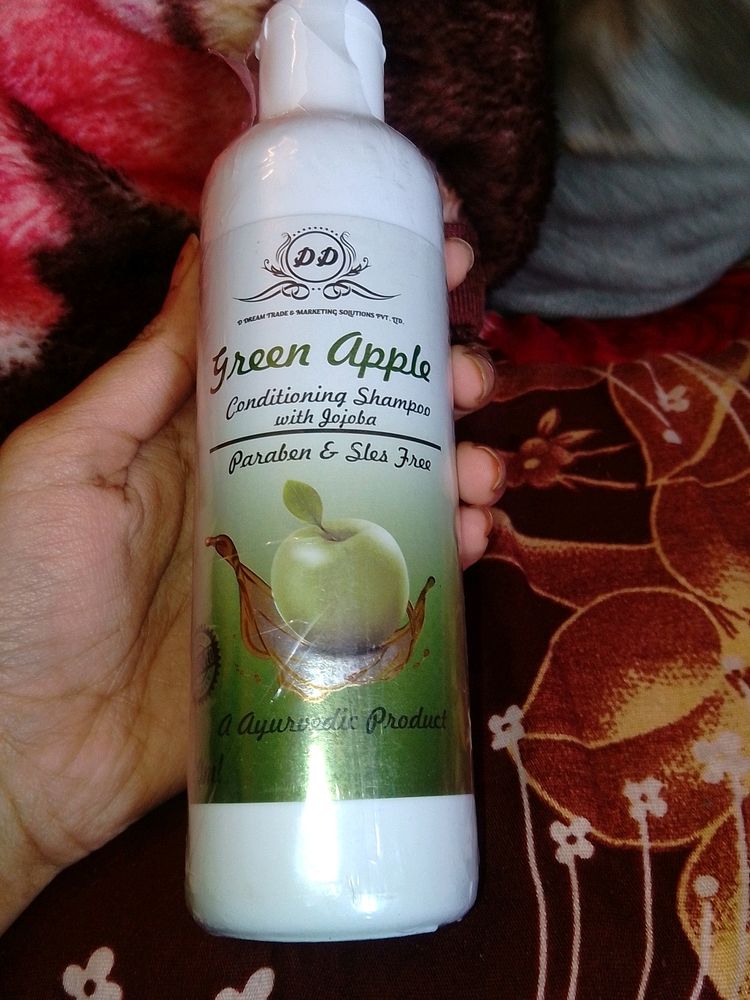 DD
D DREAM TRADE & MARKETING SOLUTIONS PVT. LTD.
Green Apple
Conditioning Shampoo
with Jojoba
Paraben & Sles Free
A Ayurvedic Product